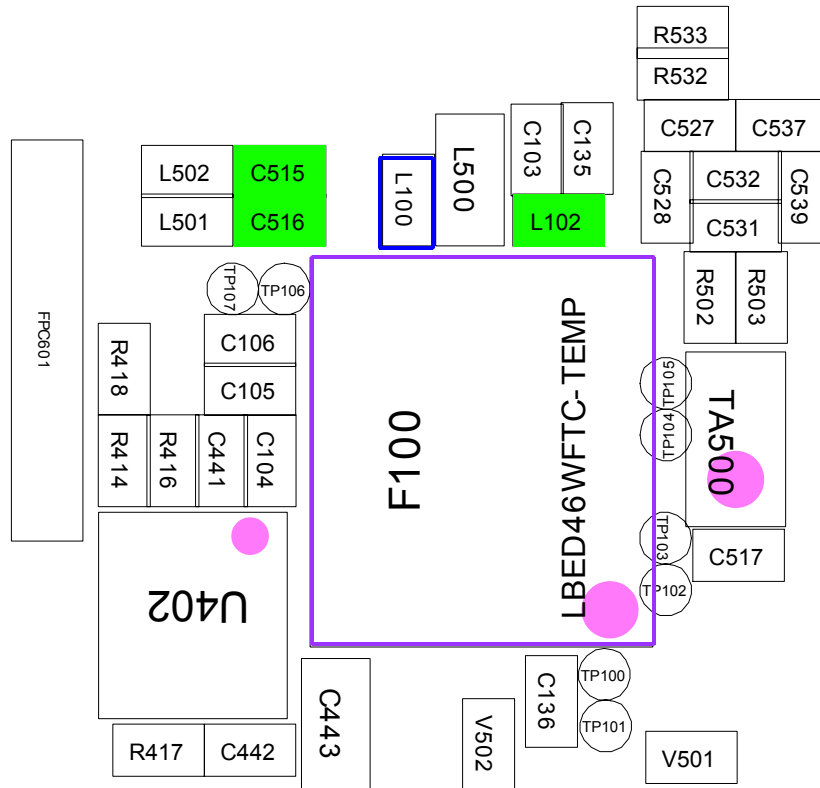 R533
R532
C527
C537
C103
C135
L500
L502
C515
L100
C528
C532
C539
L501
C516
L102
C531
TP107
TP106
R502
R503
FPC601
C106
R418
C105
LBED46WFTC-TEMP
TP105
TA500
TP104
F100
R414
R416
C441
C104
TP103
C517
TP102
U402
C443
C136
TP100
TP101
R417
C442
V502
V501